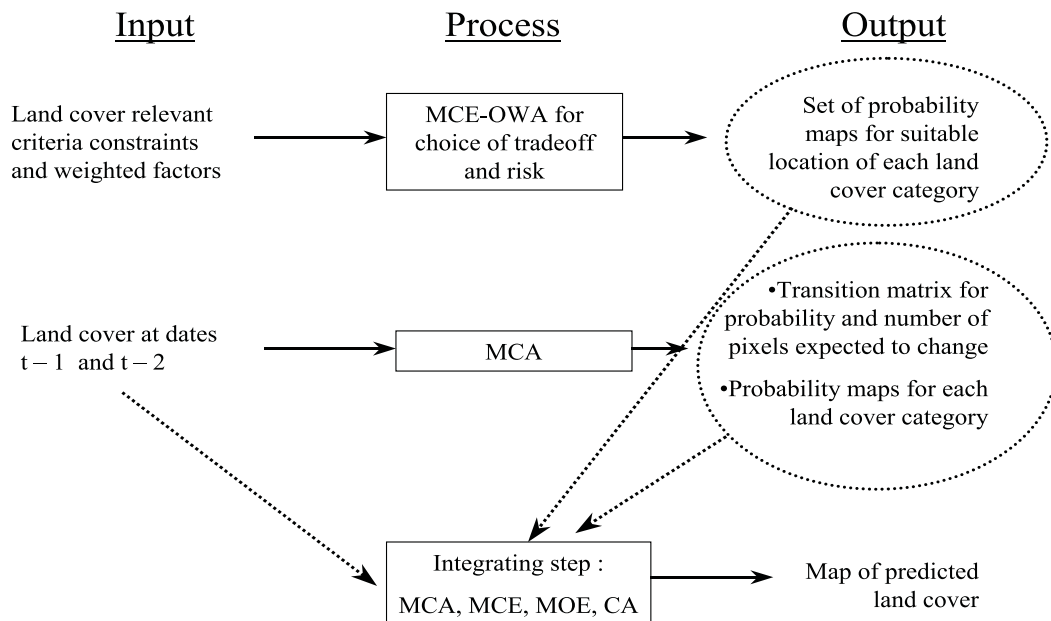 Input
Process
Output
Land cover relevant
criteria constraints
and weighted factors
MCE-OWA for
choice of tradeoff
and risk
Set of probability
maps for suitable
location of each land
cover category
Land cover at dates
t – 1 and t – 2
MCA
•Transition matrix for
probability and number of
pixels expected to change
•Probability maps for each
land cover category
Integrating step :
MCA, MCE, MOE, CA
Map of predicted
land cover